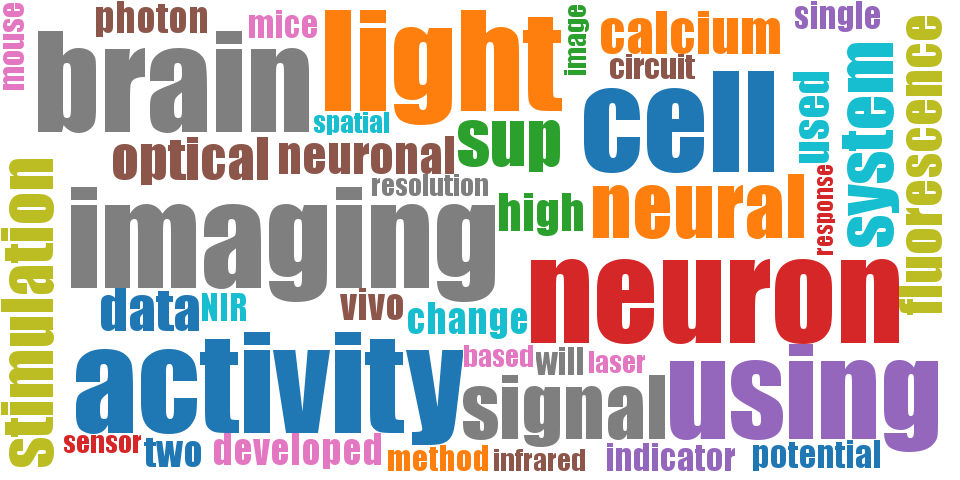 mouse
photon
mice
light
image
calcium
single
brain
circuit
fluorescence
spatial
cell
used
system
optical
neuronal
sup
resolution
stimulation
imaging
high
neural
response
neuron
data
NIR
vivo
change
activity
based
will
laser
using
signal
sensor
two
developed
method
infrared
indicator
potential